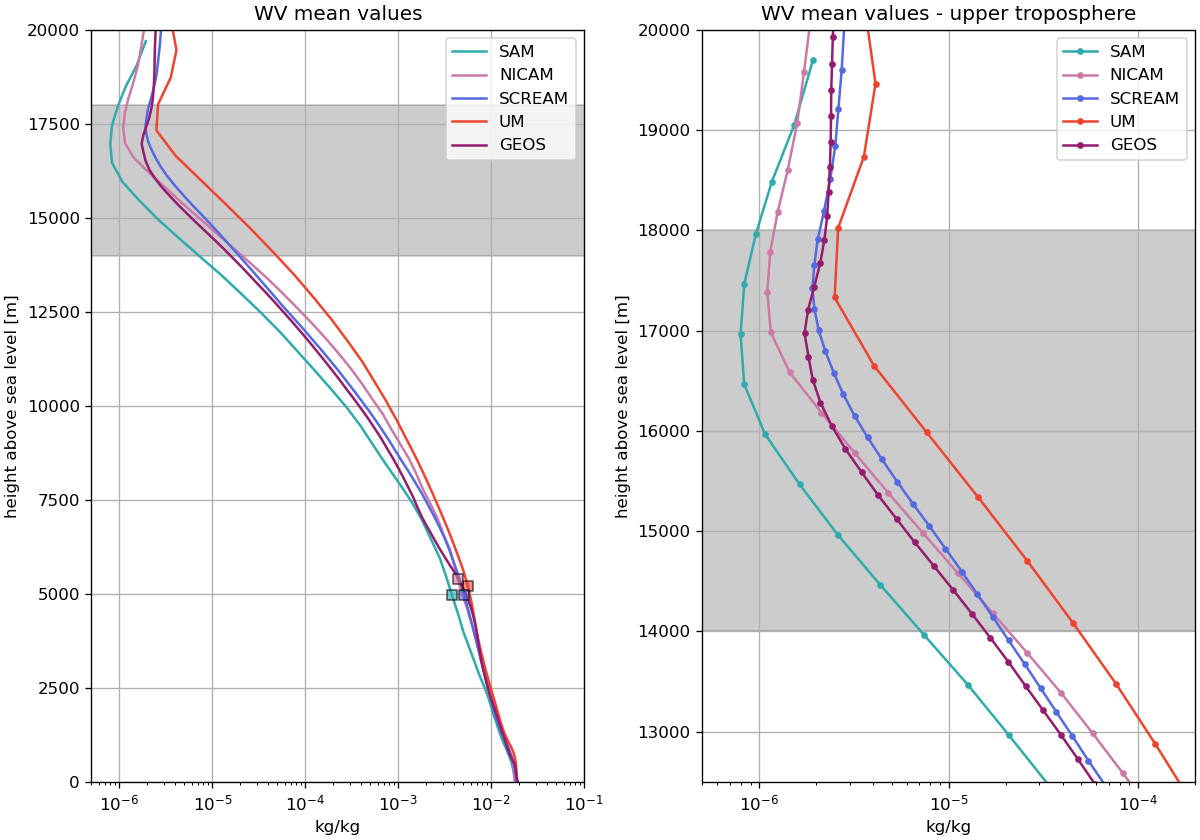 WV mean values
20000
17500
15000
12500
10000
7500
5000
2500
0
height above sea level [m]
SAM
NICAM
SCREAM
UM
GEOS
10⁻⁶
10⁻⁵
10⁻⁴
10⁻³
10⁻²
10⁻¹
kg/kg
WV mean values - upper troposphere
20000
19000
18000
17000
16000
15000
14000
13000
height above sea level [m]
SAM
NICAM
SCREAM
UM
GEOS
10⁻⁶
10⁻⁵
10⁻⁴
kg/kg